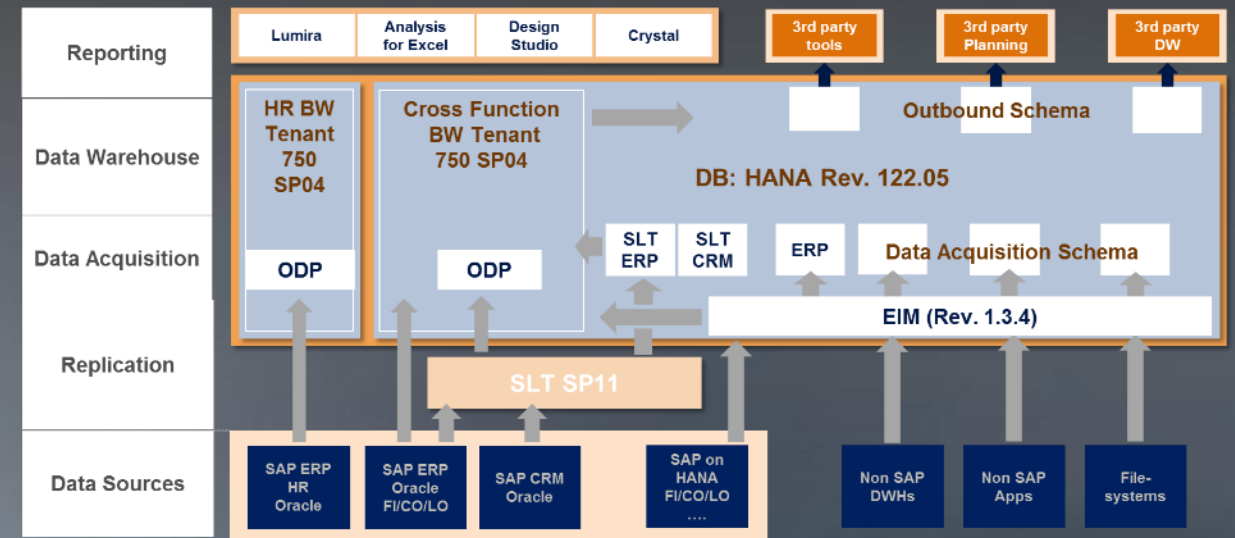 Reporting
Lumira
Analysis
for Excel
Design
Studio
Crystal
3rd party
tools
3rd party
Planning
3rd party
DW
Data Warehouse
HR BW
Tenant
750
SP04
Cross Function
BW Tenant
750 SP04
Outbound Schema
DB: HANA Rev. 122.05
Data Acquisition
ODP
ODP
SLT
ERP
SLT
CRM
ERP
Data Acquisition Schema
EIM (Rev. 1.3.4)
Replication
SLT SP11
Data Sources
SAP ERP
HR
Oracle
SAP ERP
Oracle
FI/CO/LO
SAP CRM
Oracle
SAP on
HANA
FI/CO/LO
....
Non SAP
DWHs
Non SAP
Apps
File-
systems